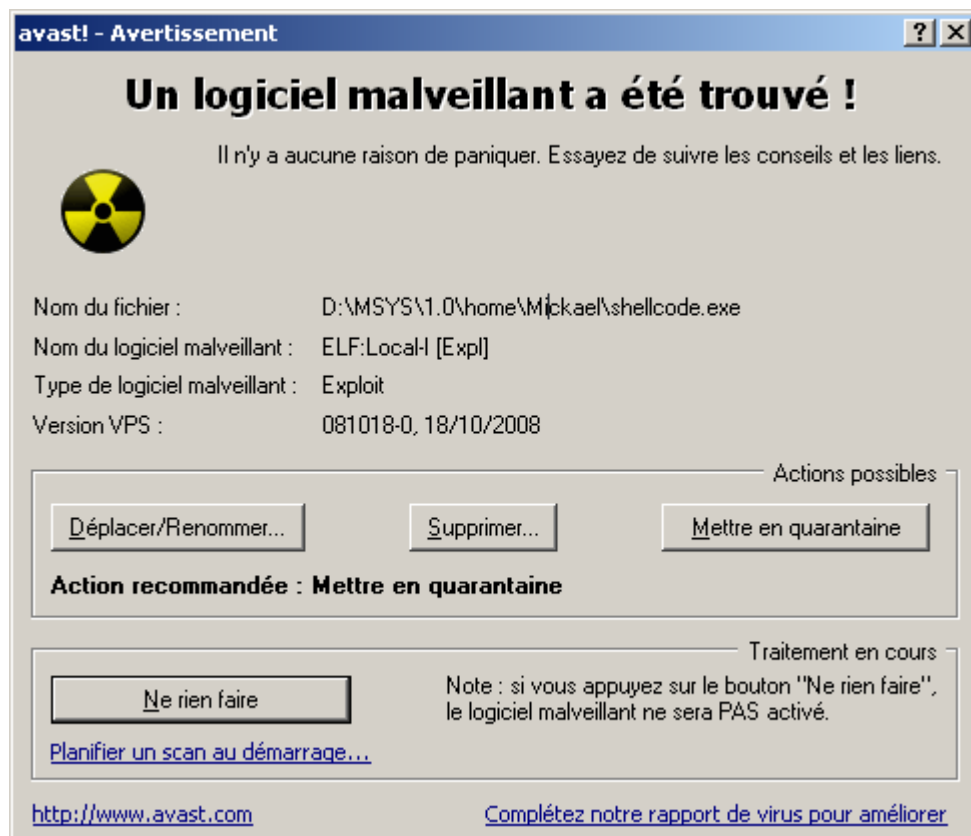 avast! - Avertissement
Un logiciel malveillant a été trouvé !
Il n'y a aucune raison de paniquer. Essayez de suivre les conseils et les liens.
Nom du fichier : D:\MSYS\1.0\home\Mickael\shellcode.exe
Nom du logiciel malveillant : ELF:Local-I [Expl]
Type de logiciel malveillant : Exploit
Version VPS : 081018-0, 18/10/2008
Actions possibles
Déplacer/Renommer... Supprimer... Mettre en quarantaine
Action recommandée : Mettre en quarantaine
Traitement en cours
Ne rien faire
Note : si vous appuyez sur le bouton "Ne rien faire",
le logiciel malveillant ne sera PAS activé.
Planifier un scan au démarrage...
http://www.avast.com Complétez notre rapport de virus pour améliorer